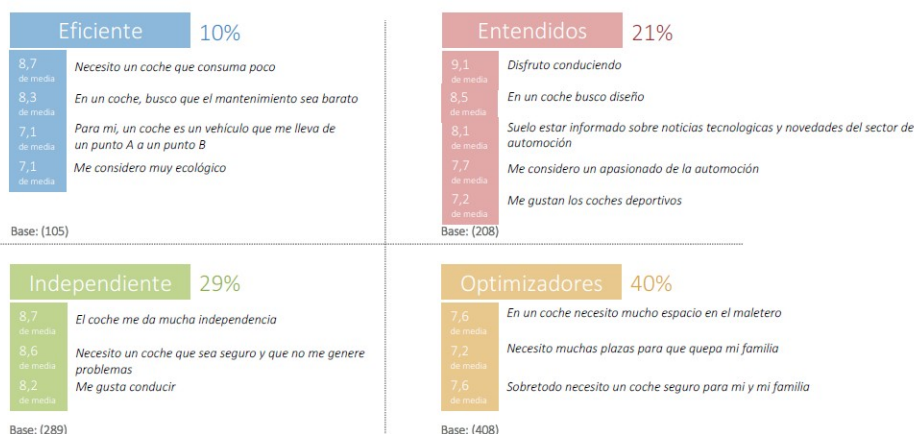 Eficiente 10%
8,7
de media
Necesito un coche que consuma poco
8,3
de media
En un coche, busco que el mantenimiento sea barato
7,1
de media
Para mi, un coche es un vehículo que me lleva de
un punto A a un punto B
7,1
de media
Me considero muy ecológico
Base: (105)
Entendidos 21%
9,1
de media
Disfruto conduciendo
8,5
de media
En un coche busco diseño
8,1
de media
Suelo estar informado sobre noticias tecnologicas y novedades del sector de
automoción
7,7
de media
Me considero un apasionado de la automoción
7,2
de media
Me gustan los coches deportivos
Base: (208)
Independiente 29%
8,7
de media
El coche me da mucha independencia
8,6
de media
Necesito un coche que sea seguro y que no me genere
problemas
8,2
de media
Me gusta conducir
Base: (289)
Optimizadores 40%
7,6
de media
En un coche necesito mucho espacio en el maletero
7,2
de media
Necesito muchas plazas para que quepa mi familia
7,6
de media
Sobretodo necesito un coche seguro para mi y mi familia
Base: (408)